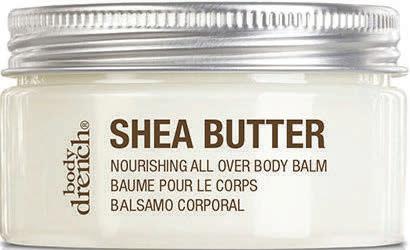 body
drench®
SHEA BUTTER
NOURISHING ALL OVER BODY BALM
BAUME POUR LE CORPS
BALSAMO CORPORAL